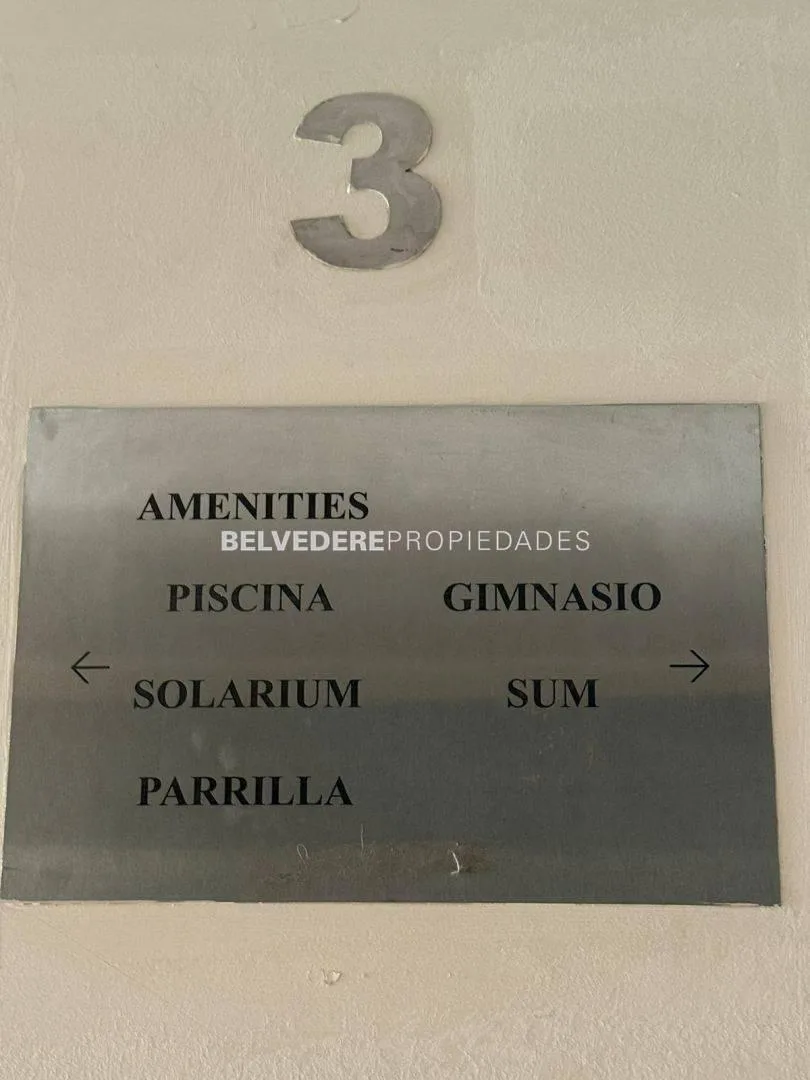 3
AMENITIES
BELVEDEREPROPIEDADES
PISCINA GIMNASIO
← →
SOLARIUM SUM
PARRILLA